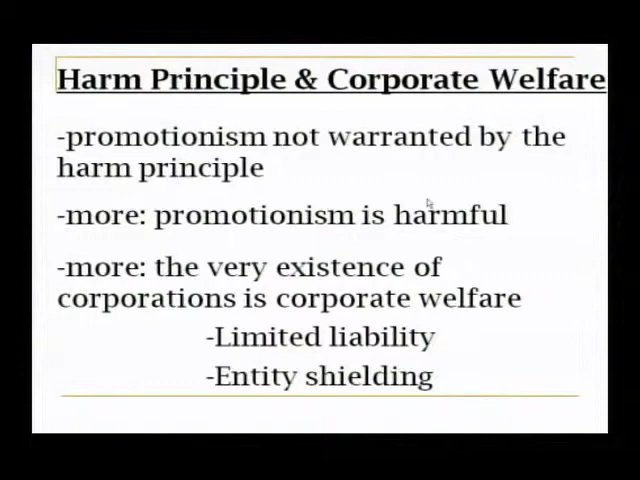 Harm Principle & Corporate Welfare
-promotionism not warranted by the
harm principle
-more: promotionism is harmful
-more: the very existence of
corporations is corporate welfare
-Limited liability
-Entity shielding